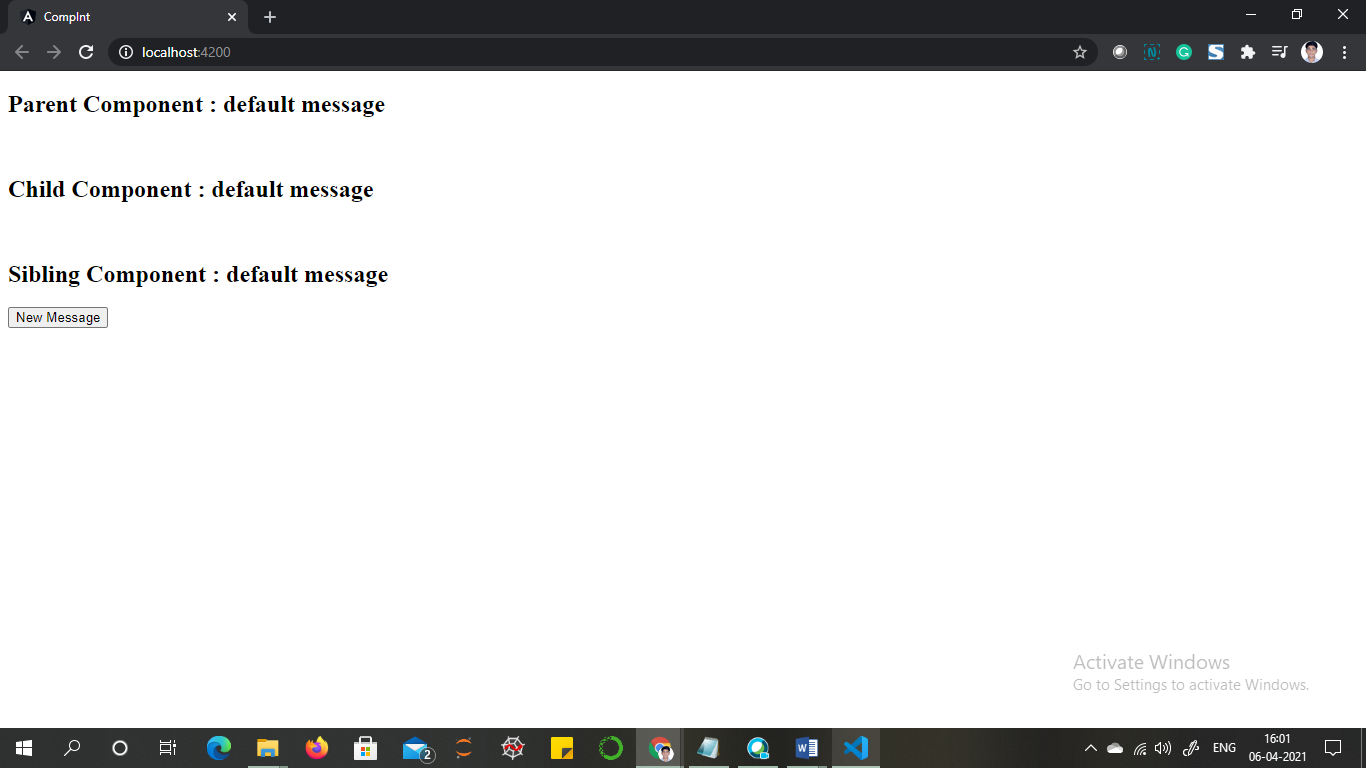 CompInt
localhost:4200
Parent Component : default message
Child Component : default message
Sibling Component : default message
New Message
Activate Windows
Go to Settings to activate Windows.
2
ENG
16:01
06-04-2021